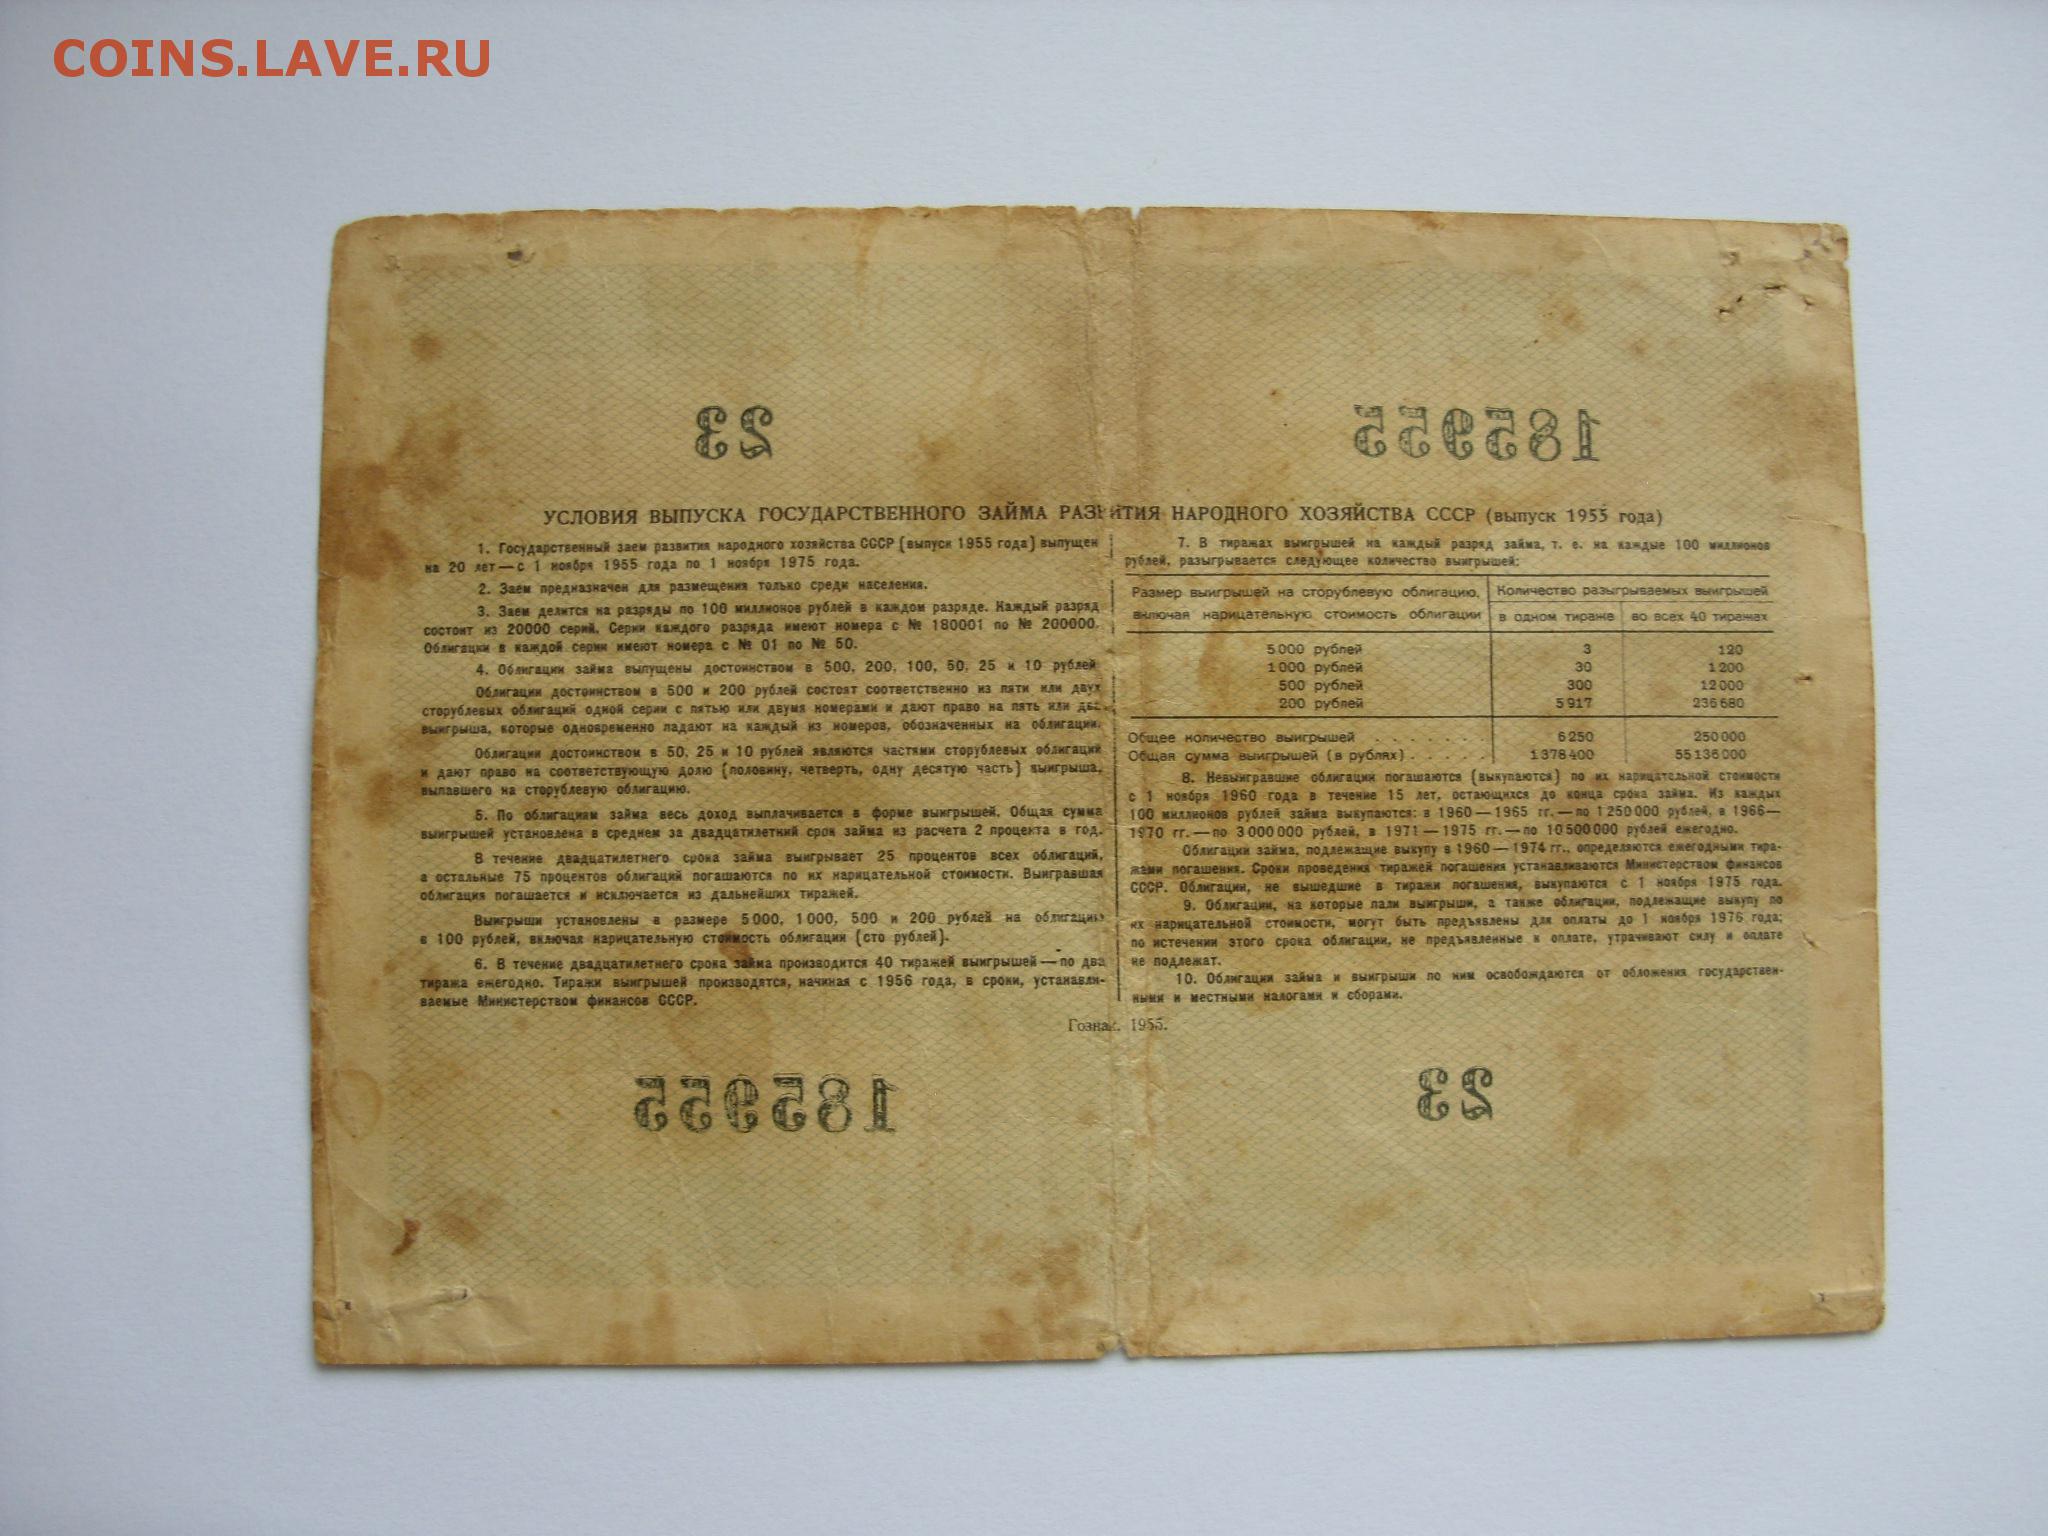 COINS.LAVE.RU
23
185955
УСЛОВИЯ ВЫПУСКА ГОСУДАРСТВЕННОГО ЗАЙМА РАЗВИТИЯ НАРОДНОГО ХОЗЯЙСТВА СССР (выпуск 1955 года)
1. Государственный заем развития народного хозяйства СССР (выпуск 1955 года) выпущен
на 20 лет—с 1 ноября 1955 года по 1 ноября 1975 года.
2. Заем предназначен для размещения только среди населения.
3. Заем делится на разряды по 100 миллионов рублей в каждом разряде. Каждый разряд
состоит из 20000 серий. Серии каждого разряда имеют номера с № 180001 по № 200000.
Облигации в каждой серии имеют номера с № 01 по № 50.
4. Облигации займа выпущены достоинством в 500, 200, 100, 50, 25 и 10 рублей
Облигации достоинством в 500 и 200 рублей состоят соответственно из пяти или двух
сторублевых облигаций одной серии с пятью или двумя номерами и дают право на пять или два
выигрыша, которые одновременно падают на каждый из номеров, обозначенных на облигации.
Облигации достоинством в 50, 25 и 10 рублей являются частями сторублевых облигаций
и дают право на соответствующую долю (половину, четверть, одну десятую часть) выигрыша,
выпавшего на сторублевую облигацию.
5. По облигациям займа весь доход выплачивается в форме выигрышей. Общая сумма
выигрышей установлена в среднем за двадцатилетний срок займа из расчета 2 процента в год.
В течение двадцатилетнего срока займа выигрывает 25 процентов всех облигаций,
а остальные 75 процентов облигаций погашаются по их нарицательной стоимости. Выигравшая
облигация погашается и исключается из дальнейших тиражей.
Выигрыши установлены в размере 5000, 1000, 500 и 200 рублей на облигацию
в 100 рублей, включая нарицательную стоимость облигации (сто рублей).
6. В течение двадцатилетнего срока займа производится 40 тиражей выигрышей—по два
тиража ежегодно. Тиражи выигрышей производятся, начиная с 1956 года, в сроки, устанавли-
ваемые Министерством финансов СССР.
7. В тиражах выигрышей на каждый разряд займа, т. е. на каждые 100 миллионов
рублей, разыгрывается следующее количество выигрышей:
Размер выигрышей на сторублевую облигацию, Количество разыгрываемых выигрышей
включая нарицательную стоимость облигации в одном тираже во всех 40 тиражах
5000 рублей 3 120
1000 рублей 30 1200
500 рублей 300 12000
200 рублей 5917 236680
Общее количество выигрышей . . . . . . . 6250 250000
Общая сумма выигрышей (в рублях) . . . . . 1378400 55136000
8. Невыигравшие облигации погашаются (выкупаются) по их нарицательной стоимости
с 1 ноября 1960 года в течение 15 лет, остающихся до конца срока займа. Из каждых
100 миллионов рублей займа выкупаются: в 1960—1965 гг.—по 1250000 рублей, в 1966—
1970 гг.—по 3000000 рублей, в 1971—1975 гг.—по 10500000 рублей ежегодно.
Облигации займа, подлежащие выкупу в 1960—1974 гг., определяются ежегодными тира-
жами погашения. Сроки проведения тиражей погашения устанавливаются Министерством финансов
СССР. Облигации, не вышедшие в тиражи погашения, выкупаются с 1 ноября 1975 года.
9. Облигации, на которые пали выигрыши, а также облигации, подлежащие выкупу по
их нарицательной стоимости, могут быть предъявлены для оплаты до 1 ноября 1976 года;
по истечении этого срока облигации, не предъявленные к оплате, утрачивают силу и оплате
не подлежат.
10. Облигации займа и выигрыши по ним освобождаются от обложения государствен-
ными и местными налогами и сборами.
Гознак. 1955.
185955
23